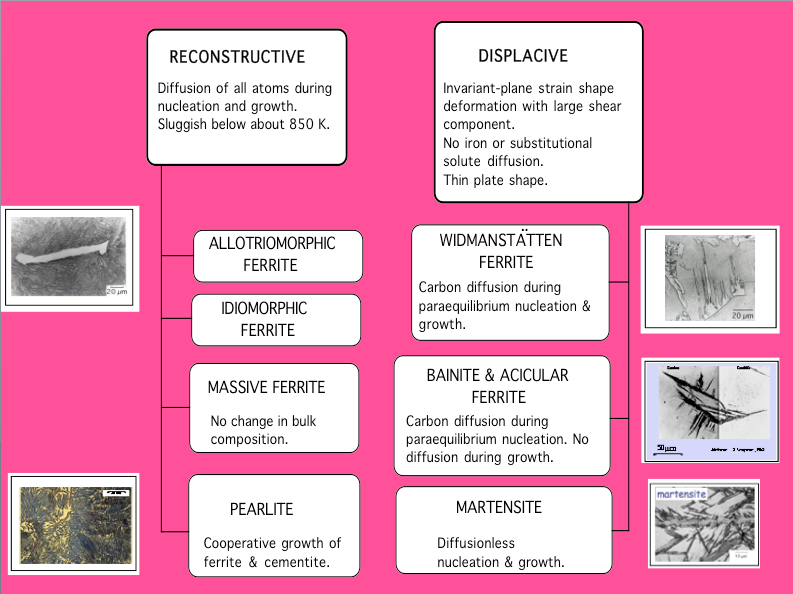 RECONSTRUCTIVE
Diffusion of all atoms during
nucleation and growth.
Sluggish below about 850 K.
DISPLACIVE
Invariant-plane strain shape
deformation with large shear
component.
No iron or substitutional
solute diffusion.
Thin plate shape.
ALLOTRIOMORPHIC
FERRITE
20 μm
IDIOMORPHIC
FERRITE
MASSIVE FERRITE
No change in bulk
composition.
PEARLITE
Cooperative growth of
ferrite & cementite.
WIDMANSTÄTTEN
FERRITE
Carbon diffusion during
paraequilibrium nucleation &
growth.
20 μm
BAINITE & ACICULAR
FERRITE
Carbon diffusion during
paraequilibrium nucleation. No
diffusion during growth.
50 μm
MARTENSITE
Diffusionless
nucleation & growth.
martensite